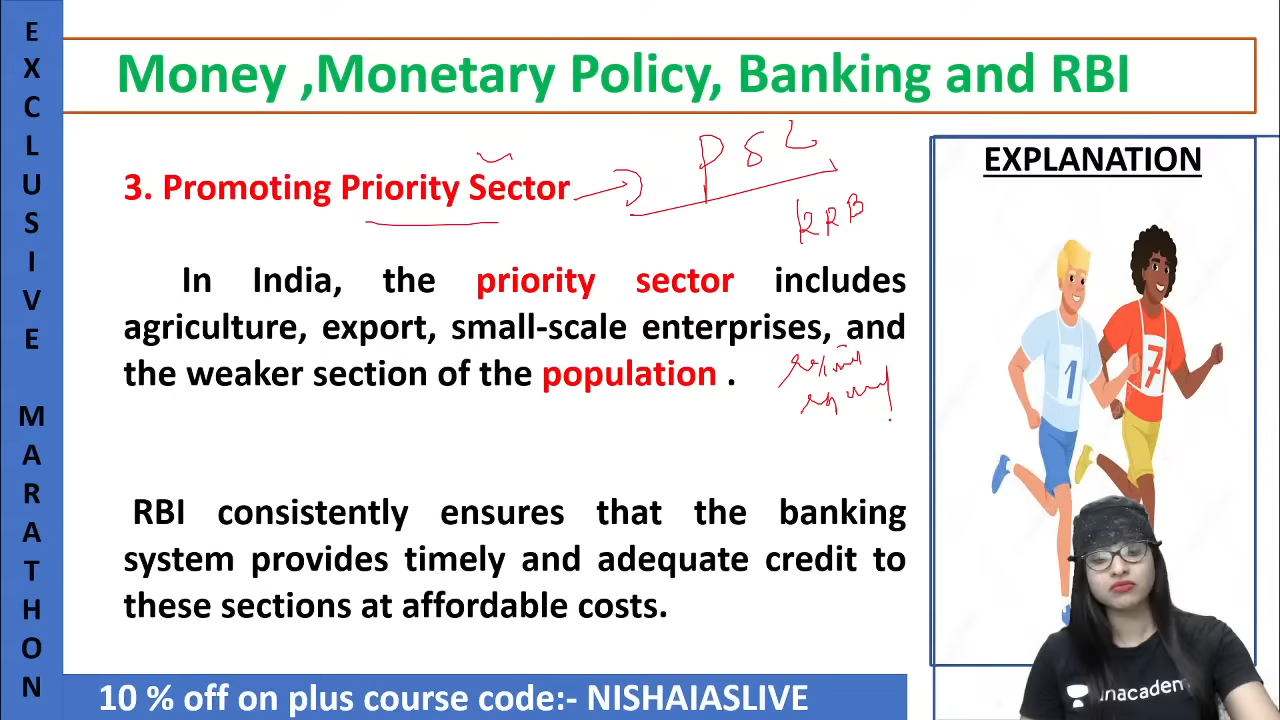 EXCLUSIVE MARATHON
Money ,Monetary Policy, Banking and RBI
3. Promoting Priority Sector
PSL
RRB
EXPLANATION
In India, the priority sector includes
agriculture, export, small-scale enterprises, and
the weaker section of the population .
RBI consistently ensures that the banking
system provides timely and adequate credit to
these sections at affordable costs.
1
7
unacadem
10 % off on plus course code:- NISHAIASLIVE